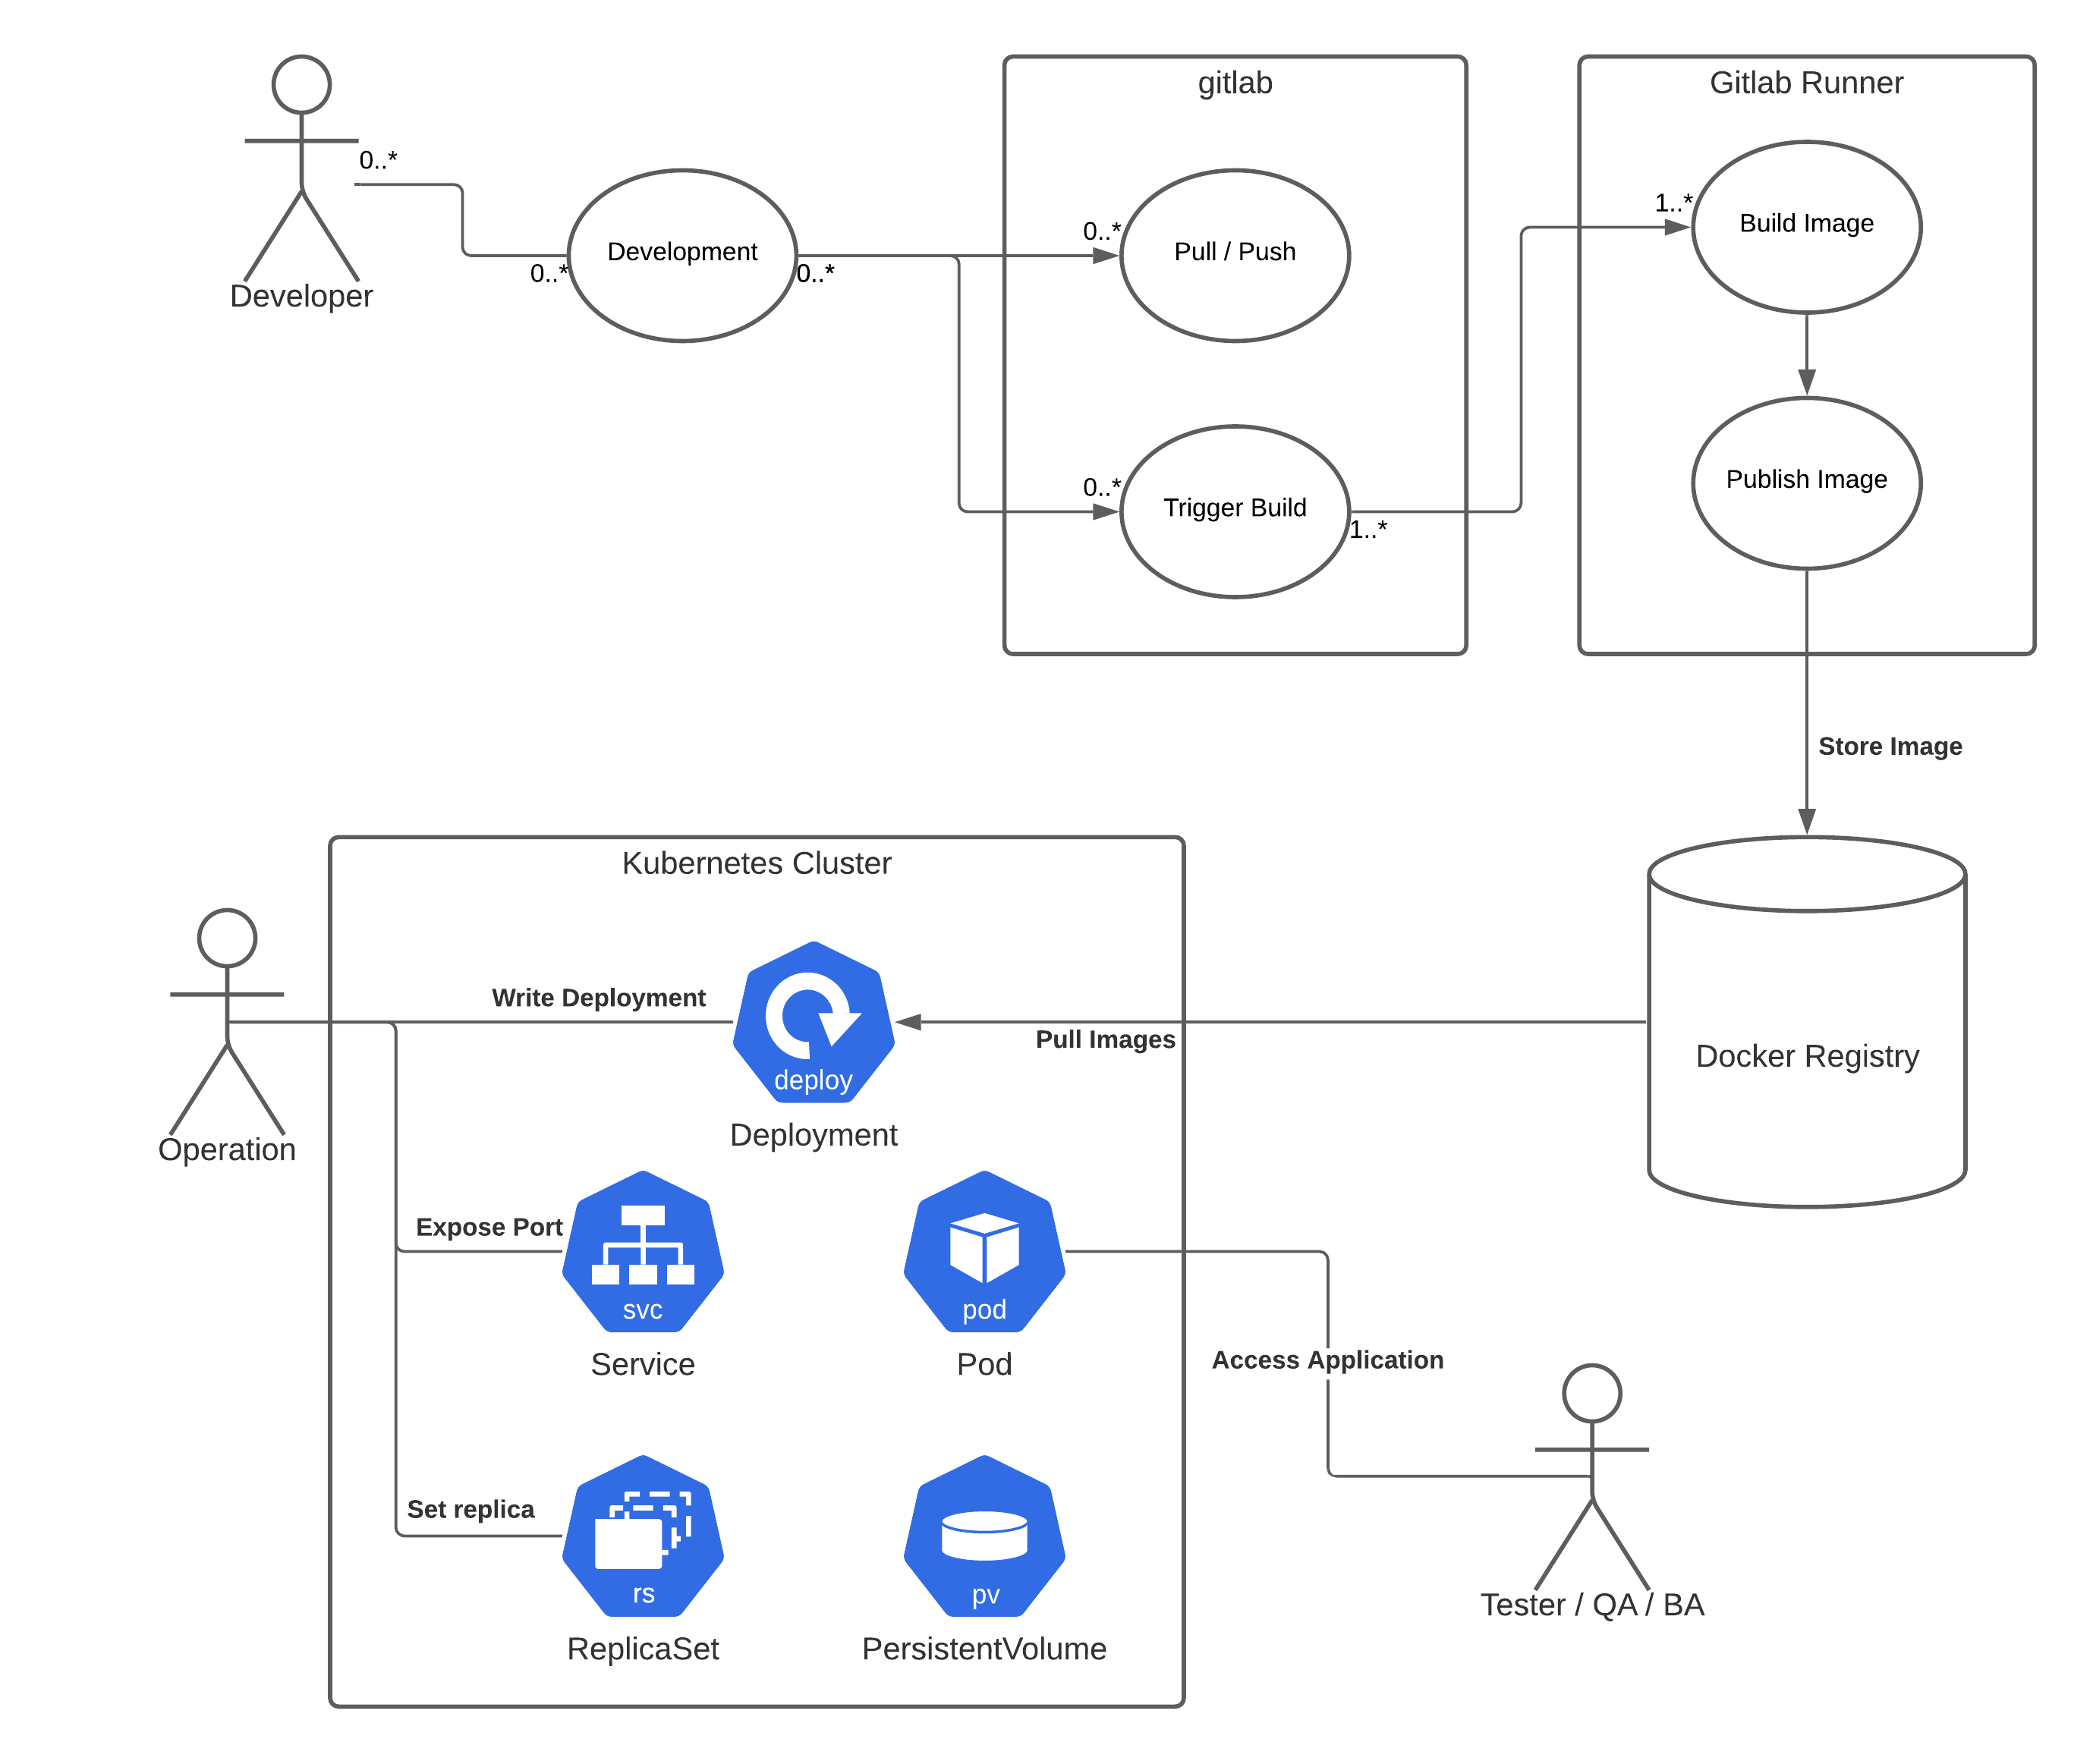 gitlab
Gitlab Runner
0..*
Developer
0..*
Development
0..*
0..*
Pull / Push
0..*
Trigger Build
1..*
1..*
Build Image
Publish Image
Store Image
Kubernetes Cluster
Operation
Write Deployment
deploy
Deployment
Pull Images
Docker Registry
Expose Port
svc
Service
pod
Pod
Access Application
Set replica
rs
ReplicaSet
pv
PersistentVolume
Tester / QA / BA